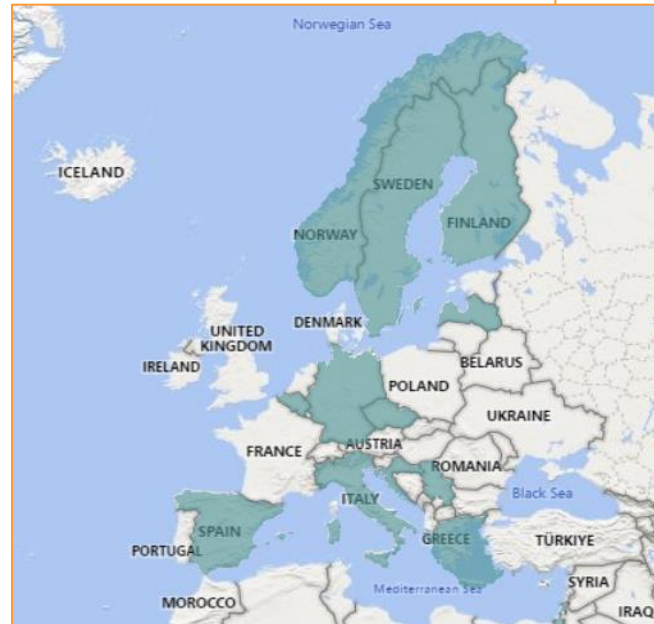 Norwegian Sea
ICELAND
SWEDEN
FINLAND
NORWAY
DENMARK
UNITED
KINGDOM
IRELAND
BELARUS
POLAND
UKRAINE
FRANCE
AUSTRIA
ROMANIA
Black Sea
ITALY
SPAIN
GREECE
TÜRKIYE
PORTUGAL
SYRIA
Mediterranean Sea
MOROCCO
IRAQ